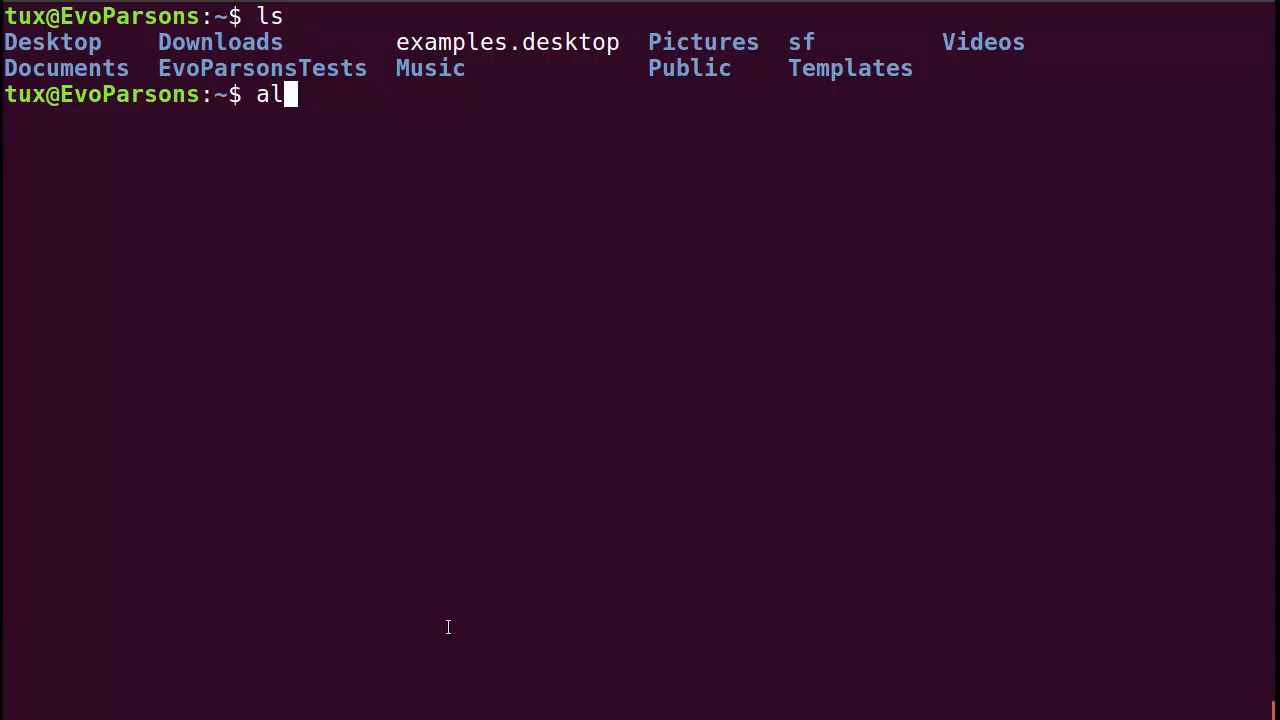 tux@EvoParsons:~$ ls
Desktop    Downloads        examples.desktop  Pictures  sf         Videos
Documents  EvoParsonsTests  Music             Public    Templates
tux@EvoParsons:~$ al